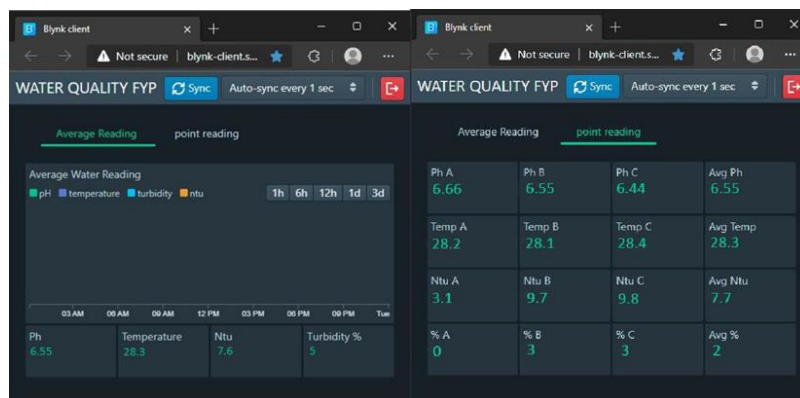 Blynk client
Not secure | blynk-client.s...
WATER QUALITY FYP Sync Auto-sync every 1 sec
Average Reading point reading
Average Water Reading
pH temperature turbidity ntu 1h 6h 12h 1d 3d
03 AM 06 AM 09 AM 12 PM 03 PM 06 PM 09 PM Tue
Ph Temperature Ntu Turbidity %
6.55 28.3 7.6 5
Blynk client
Not secure | blynk-client.s...
WATER QUALITY FYP Sync Auto-sync every 1 sec
Average Reading point reading
Ph A Ph B Ph C Avg Ph
6.66 6.55 6.44 6.55
Temp A Temp B Temp C Avg Temp
28.2 28.1 28.4 28.3
Ntu A Ntu B Ntu C Avg Ntu
3.1 9.7 9.8 7.7
% A % B % C Avg %
0 3 3 2